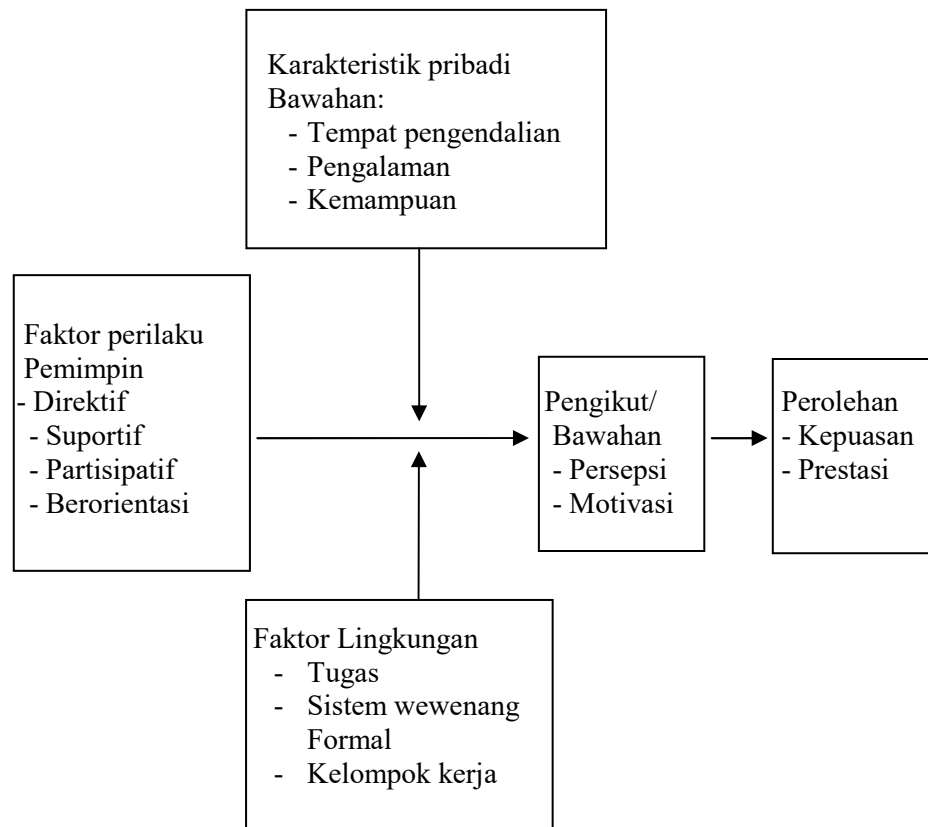 Karakteristik pribadi
Bawahan:
- Tempat pengendalian
- Pengalaman
- Kemampuan
Faktor perilaku
Pemimpin
- Direktif
- Suportif
- Partisipatif
- Berorientasi
Pengikut/
Bawahan
- Persepsi
- Motivasi
Perolehan
- Kepuasan
- Prestasi
Faktor Lingkungan
- Tugas
- Sistem wewenang
Formal
- Kelompok kerja